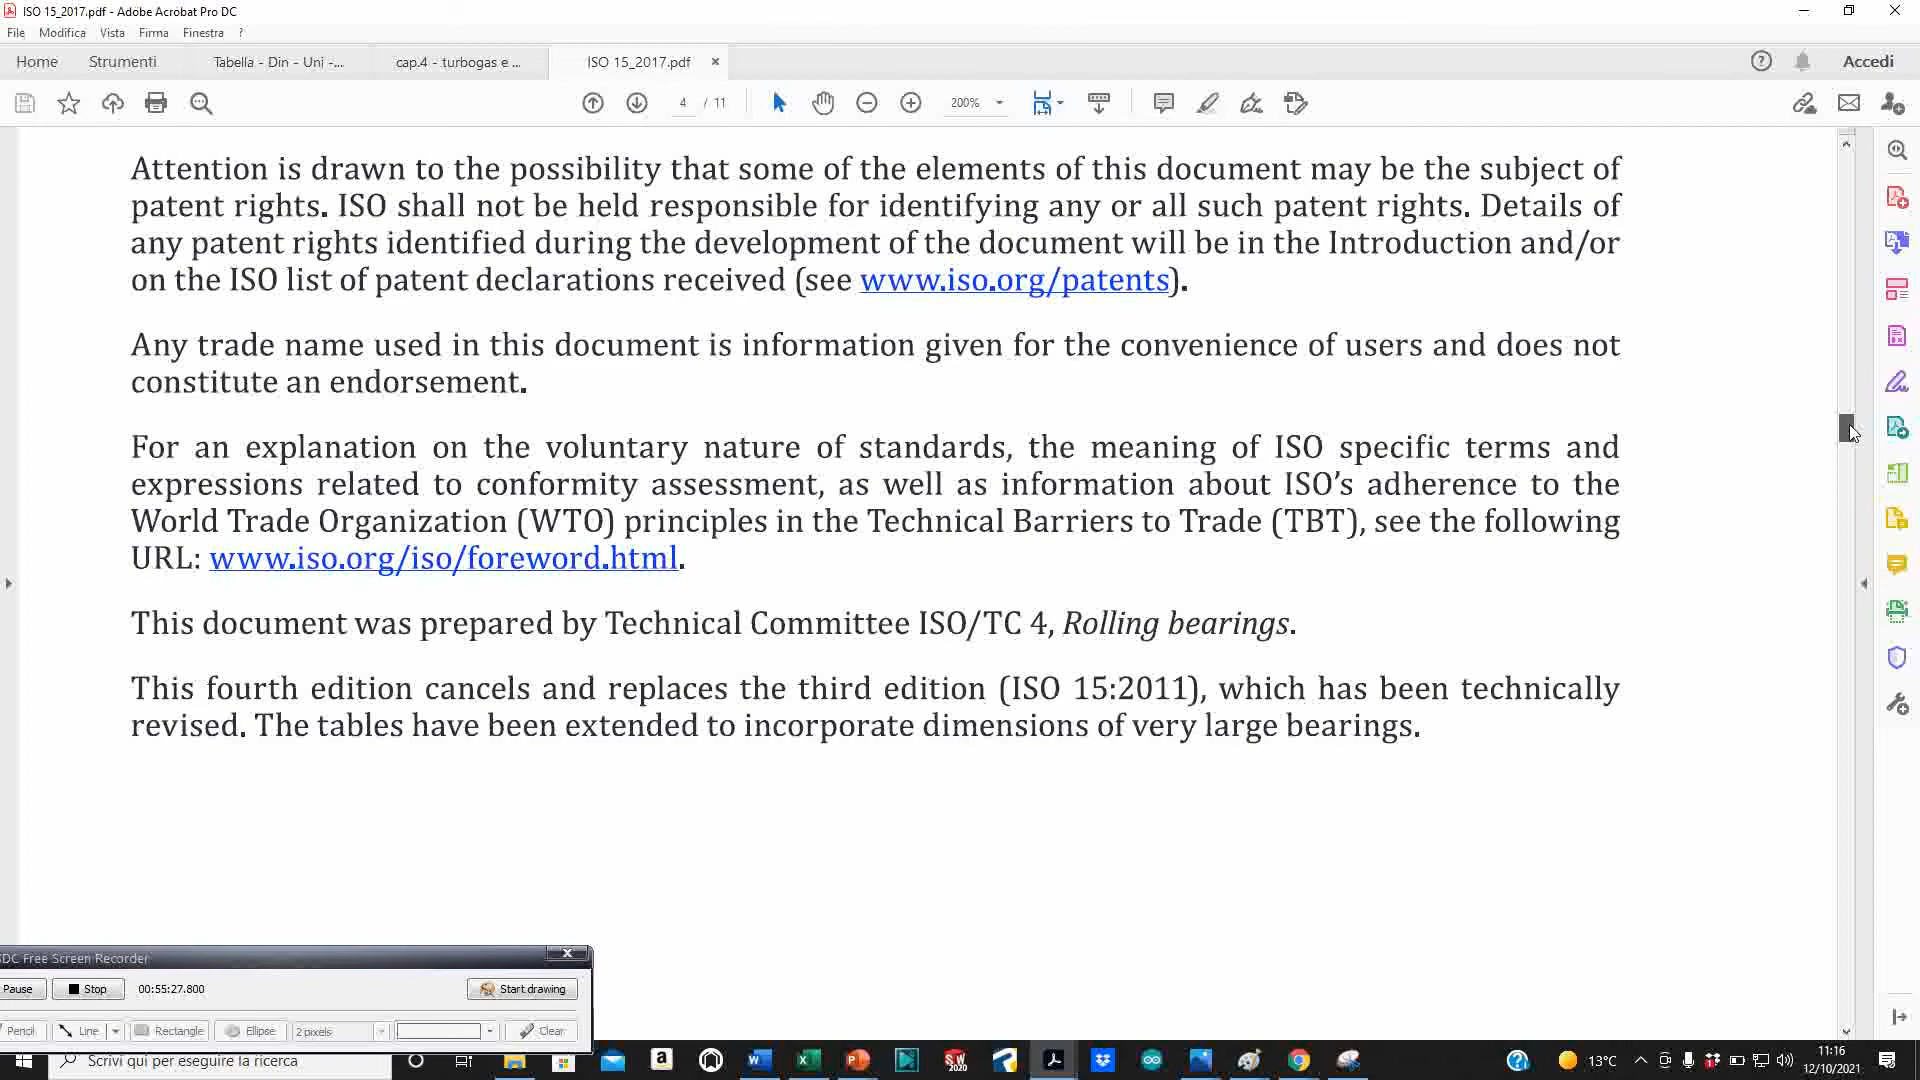 ISO 15_2017.pdf - Adobe Acrobat Pro DC
File Modifica Vista Firma Finestra ?
Home Strumenti Tabella - Din - Uni -... cap.4 - turbogas e ... ISO 15_2017.pdf × Accedi
4 / 11 200%
Attention is drawn to the possibility that some of the elements of this document may be the subject of
patent rights. ISO shall not be held responsible for identifying any or all such patent rights. Details of
any patent rights identified during the development of the document will be in the Introduction and/or
on the ISO list of patent declarations received (see www.iso.org/patents).
Any trade name used in this document is information given for the convenience of users and does not
constitute an endorsement.
For an explanation on the voluntary nature of standards, the meaning of ISO specific terms and
expressions related to conformity assessment, as well as information about ISO’s adherence to the
World Trade Organization (WTO) principles in the Technical Barriers to Trade (TBT), see the following
URL: www.iso.org/iso/foreword.html.
This document was prepared by Technical Committee ISO/TC 4, Rolling bearings.
This fourth edition cancels and replaces the third edition (ISO 15:2011), which has been technically
revised. The tables have been extended to incorporate dimensions of very large bearings.
Free Screen Recorder
Pause Stop 00:55:27.800 Start drawing
Pencil Line Rectangle Ellipse 2 pixels Clear
Scrivi qui per eseguire la ricerca
13°C
11:16
12/10/2021